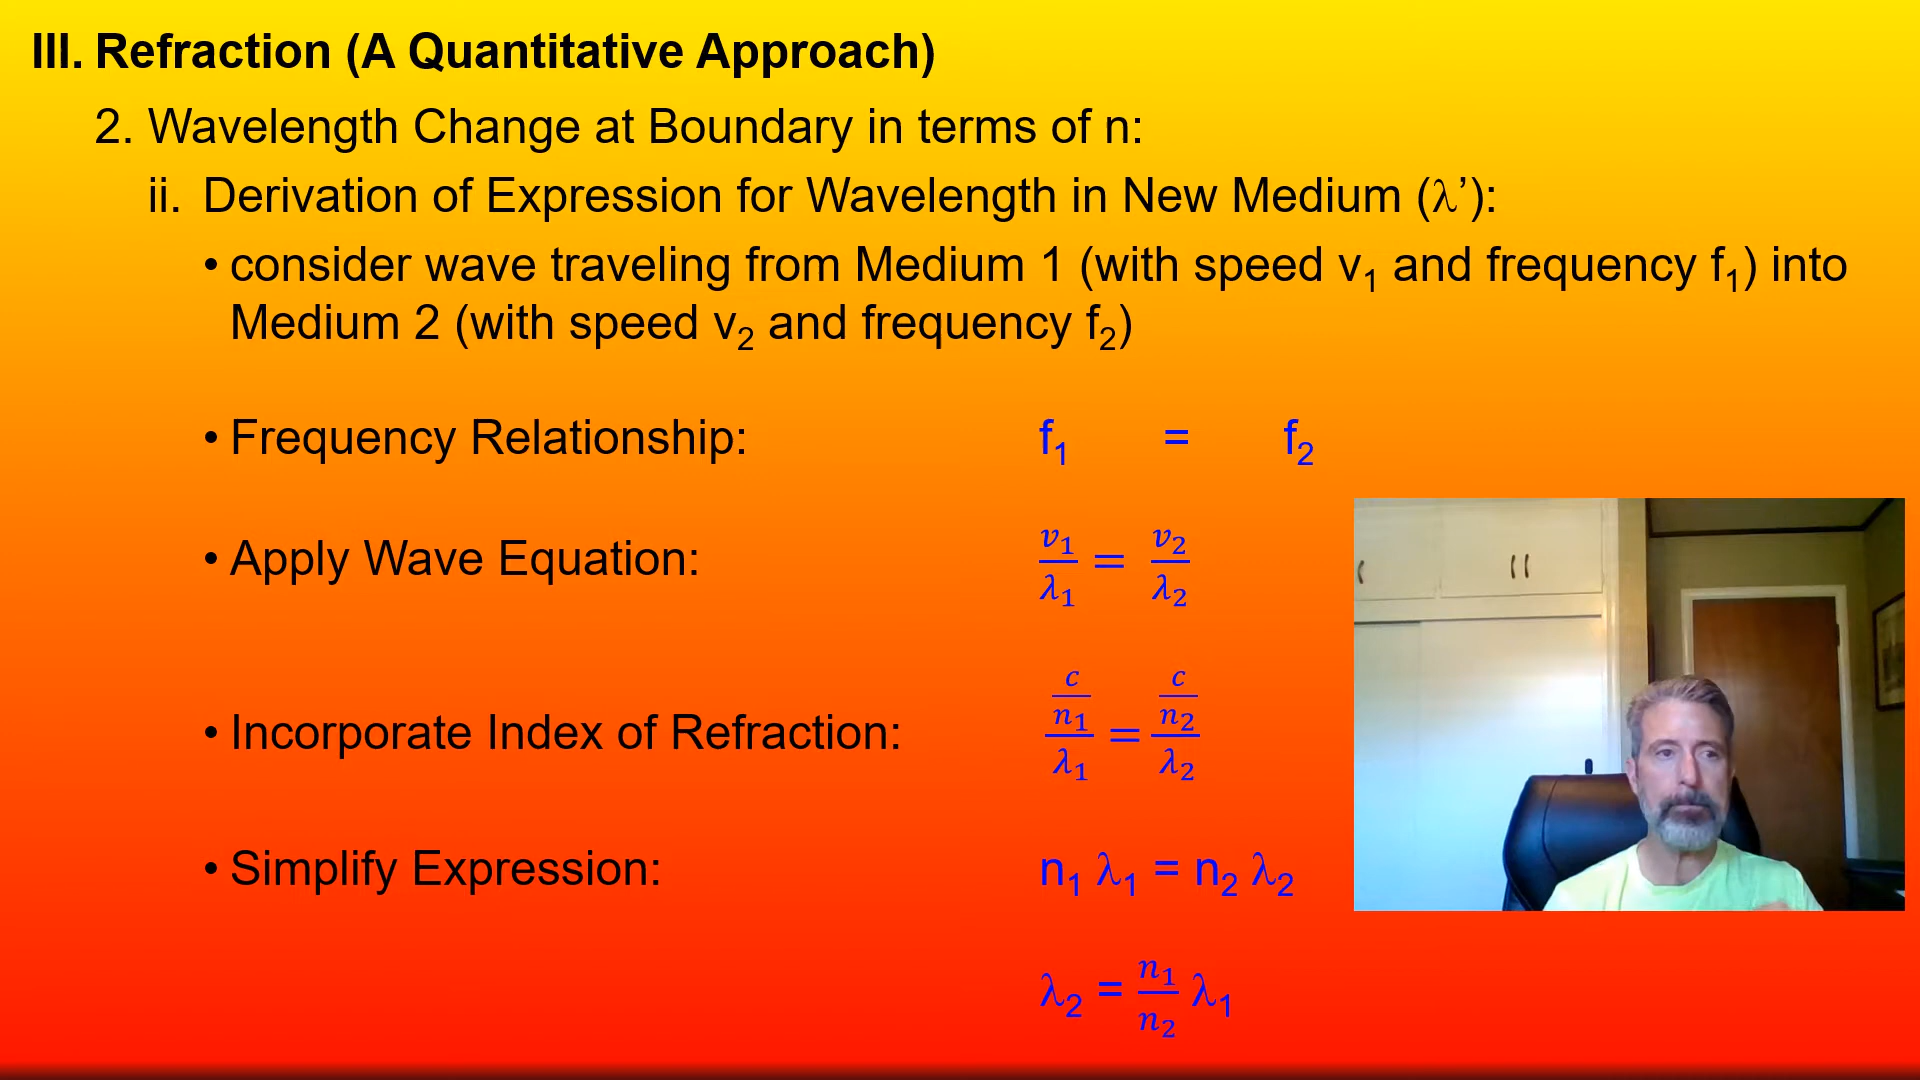 III. Refraction (A Quantitative Approach)
2. Wavelength Change at Boundary in terms of n:
ii. Derivation of Expression for Wavelength in New Medium (λ’):
• consider wave traveling from Medium 1 (with speed v₁ and frequency f₁) into
Medium 2 (with speed v₂ and frequency f₂)
• Frequency Relationship: f₁ = f₂
• Apply Wave Equation: v₁/λ₁ = v₂/λ₂
• Incorporate Index of Refraction: (c/n₁)/λ₁ = (c/n₂)/λ₂
• Simplify Expression: n₁ λ₁ = n₂ λ₂
λ₂ = n₁/n₂ λ₁